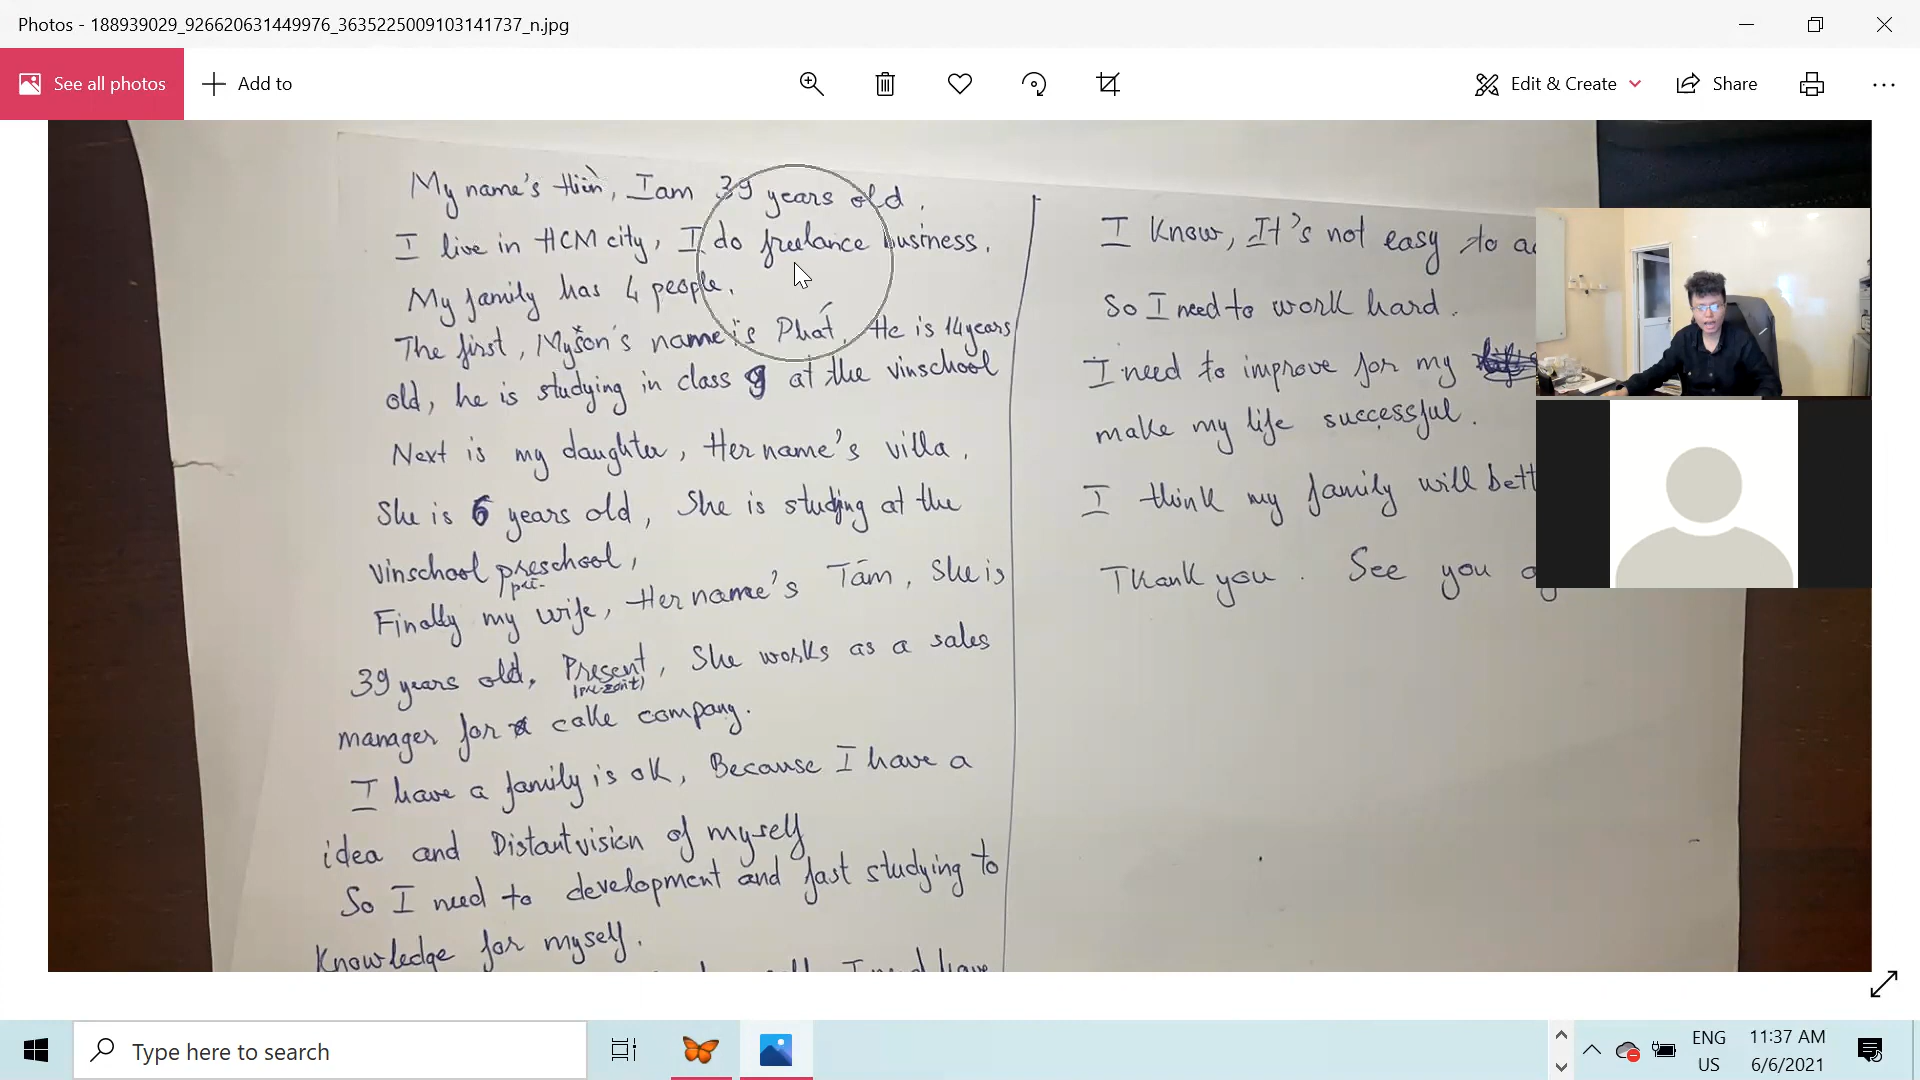 Photos - 188939029_926620631449976_3635225009103141737_n.jpg
See all photos
Add to
Edit & Create
Share
My name's Hiền, I am 39 years old.
I live in HCM city, I do freelance business.
My family has 4 people.
The first, My son's name is Phát. He is 14 years
old, he is studying in class 9 at the vinschool
Next is my daughter, Her name's villa.
She is 6 years old, She is studjng at the
vinschool preschool,
pri-
Finally my wife, Her name's Tâm, She is
39 years old. Present, She works as a sales
manager for cake company.
I have a family is ok, Because I have a
idea and Distant vision of myself
So I need to development and fast studying to
Knowledge for myself.
I Know, It's not easy to
So I need to work hard.
I need to improve for my
make my life successful.
I think my family will
Thank you. See you
Type here to search
ENG
US
11:37 AM
6/6/2021